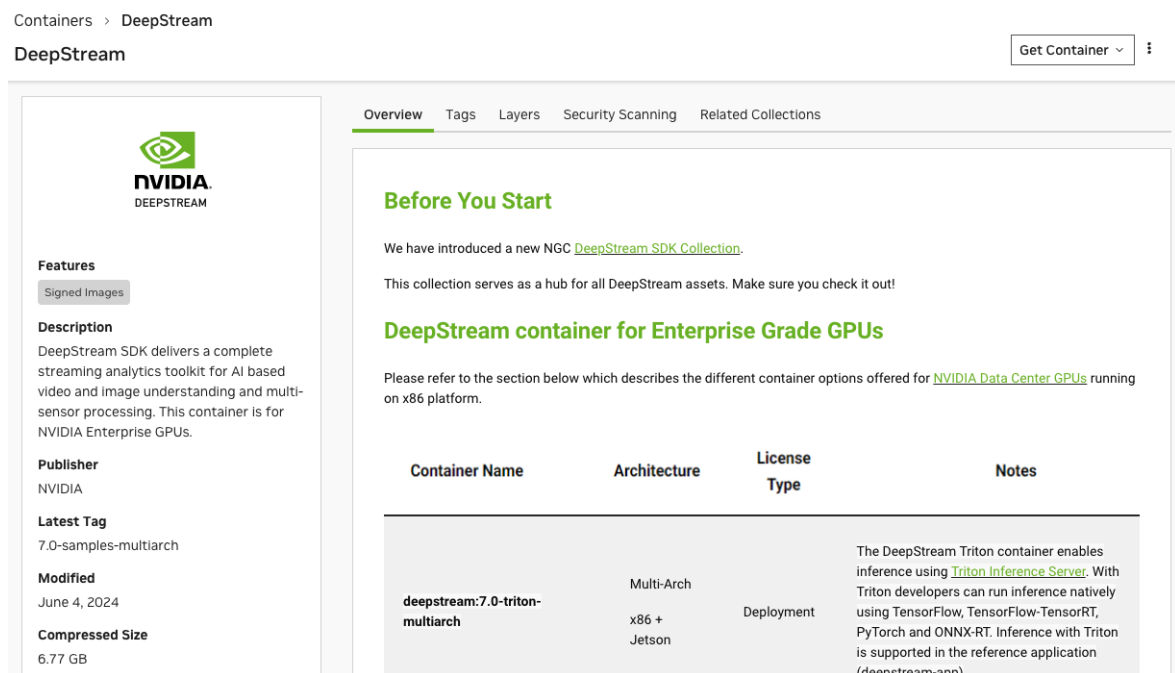 Containers > DeepStream
DeepStream
Get Container
NVIDIA.
DEEPSTREAM
Features
Signed Images
Description
DeepStream SDK delivers a complete
streaming analytics toolkit for AI based
video and image understanding and multi-
sensor processing. This container is for
NVIDIA Enterprise GPUs.
Publisher
NVIDIA
Latest Tag
7.0-samples-multiarch
Modified
June 4, 2024
Compressed Size
6.77 GB
Overview Tags Layers Security Scanning Related Collections
Before You Start
We have introduced a new NGC DeepStream SDK Collection.
This collection serves as a hub for all DeepStream assets. Make sure you check it out!
DeepStream container for Enterprise Grade GPUs
Please refer to the section below which describes the different container options offered for NVIDIA Data Center GPUs running
on x86 platform.
Container Name Architecture License Type Notes
deepstream:7.0-triton-
multiarch
Multi-Arch
x86 +
Jetson
Deployment
The DeepStream Triton container enables
inference using Triton Inference Server. With
Triton developers can run inference natively
using TensorFlow, TensorFlow-TensorRT,
PyTorch and ONNX-RT. Inference with Triton
is supported in the reference application
(deepstream-app)